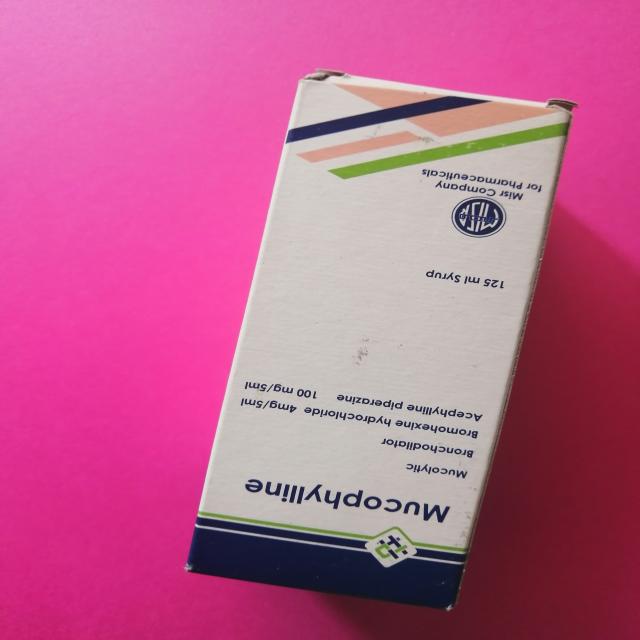 Mucophylline
Mucolytic
Bronchodilator
Bromohexine hydrochloride 4mg/5ml
Acephylline piperazine 100 mg/5ml
125 ml Syrup
MISR
Misr Company
for Pharmaceuticals